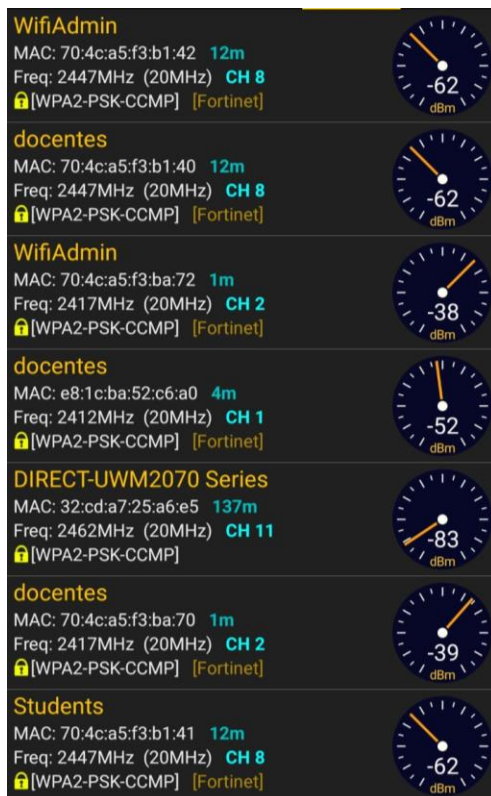 WifiAdmin
MAC: 70:4c:a5:f3:b1:42 12m
Freq: 2447MHz (20MHz) CH 8
[WPA2-PSK-CCMP] [Fortinet]
-62
dBm
docentes
MAC: 70:4c:a5:f3:b1:40 12m
Freq: 2447MHz (20MHz) CH 8
[WPA2-PSK-CCMP] [Fortinet]
-62
dBm
WifiAdmin
MAC: 70:4c:a5:f3:ba:72 1m
Freq: 2417MHz (20MHz) CH 2
[WPA2-PSK-CCMP] [Fortinet]
-38
dBm
docentes
MAC: e8:1c:ba:52:c6:a0 4m
Freq: 2412MHz (20MHz) CH 1
[WPA2-PSK-CCMP] [Fortinet]
-52
dBm
DIRECT-UWM2070 Series
MAC: 32:cd:a7:25:a6:e5 137m
Freq: 2462MHz (20MHz) CH 11
[WPA2-PSK-CCMP]
-83
dBm
docentes
MAC: 70:4c:a5:f3:ba:70 1m
Freq: 2417MHz (20MHz) CH 2
[WPA2-PSK-CCMP] [Fortinet]
-39
dBm
Students
MAC: 70:4c:a5:f3:b1:41 12m
Freq: 2447MHz (20MHz) CH 8
[WPA2-PSK-CCMP] [Fortinet]
-62
dBm